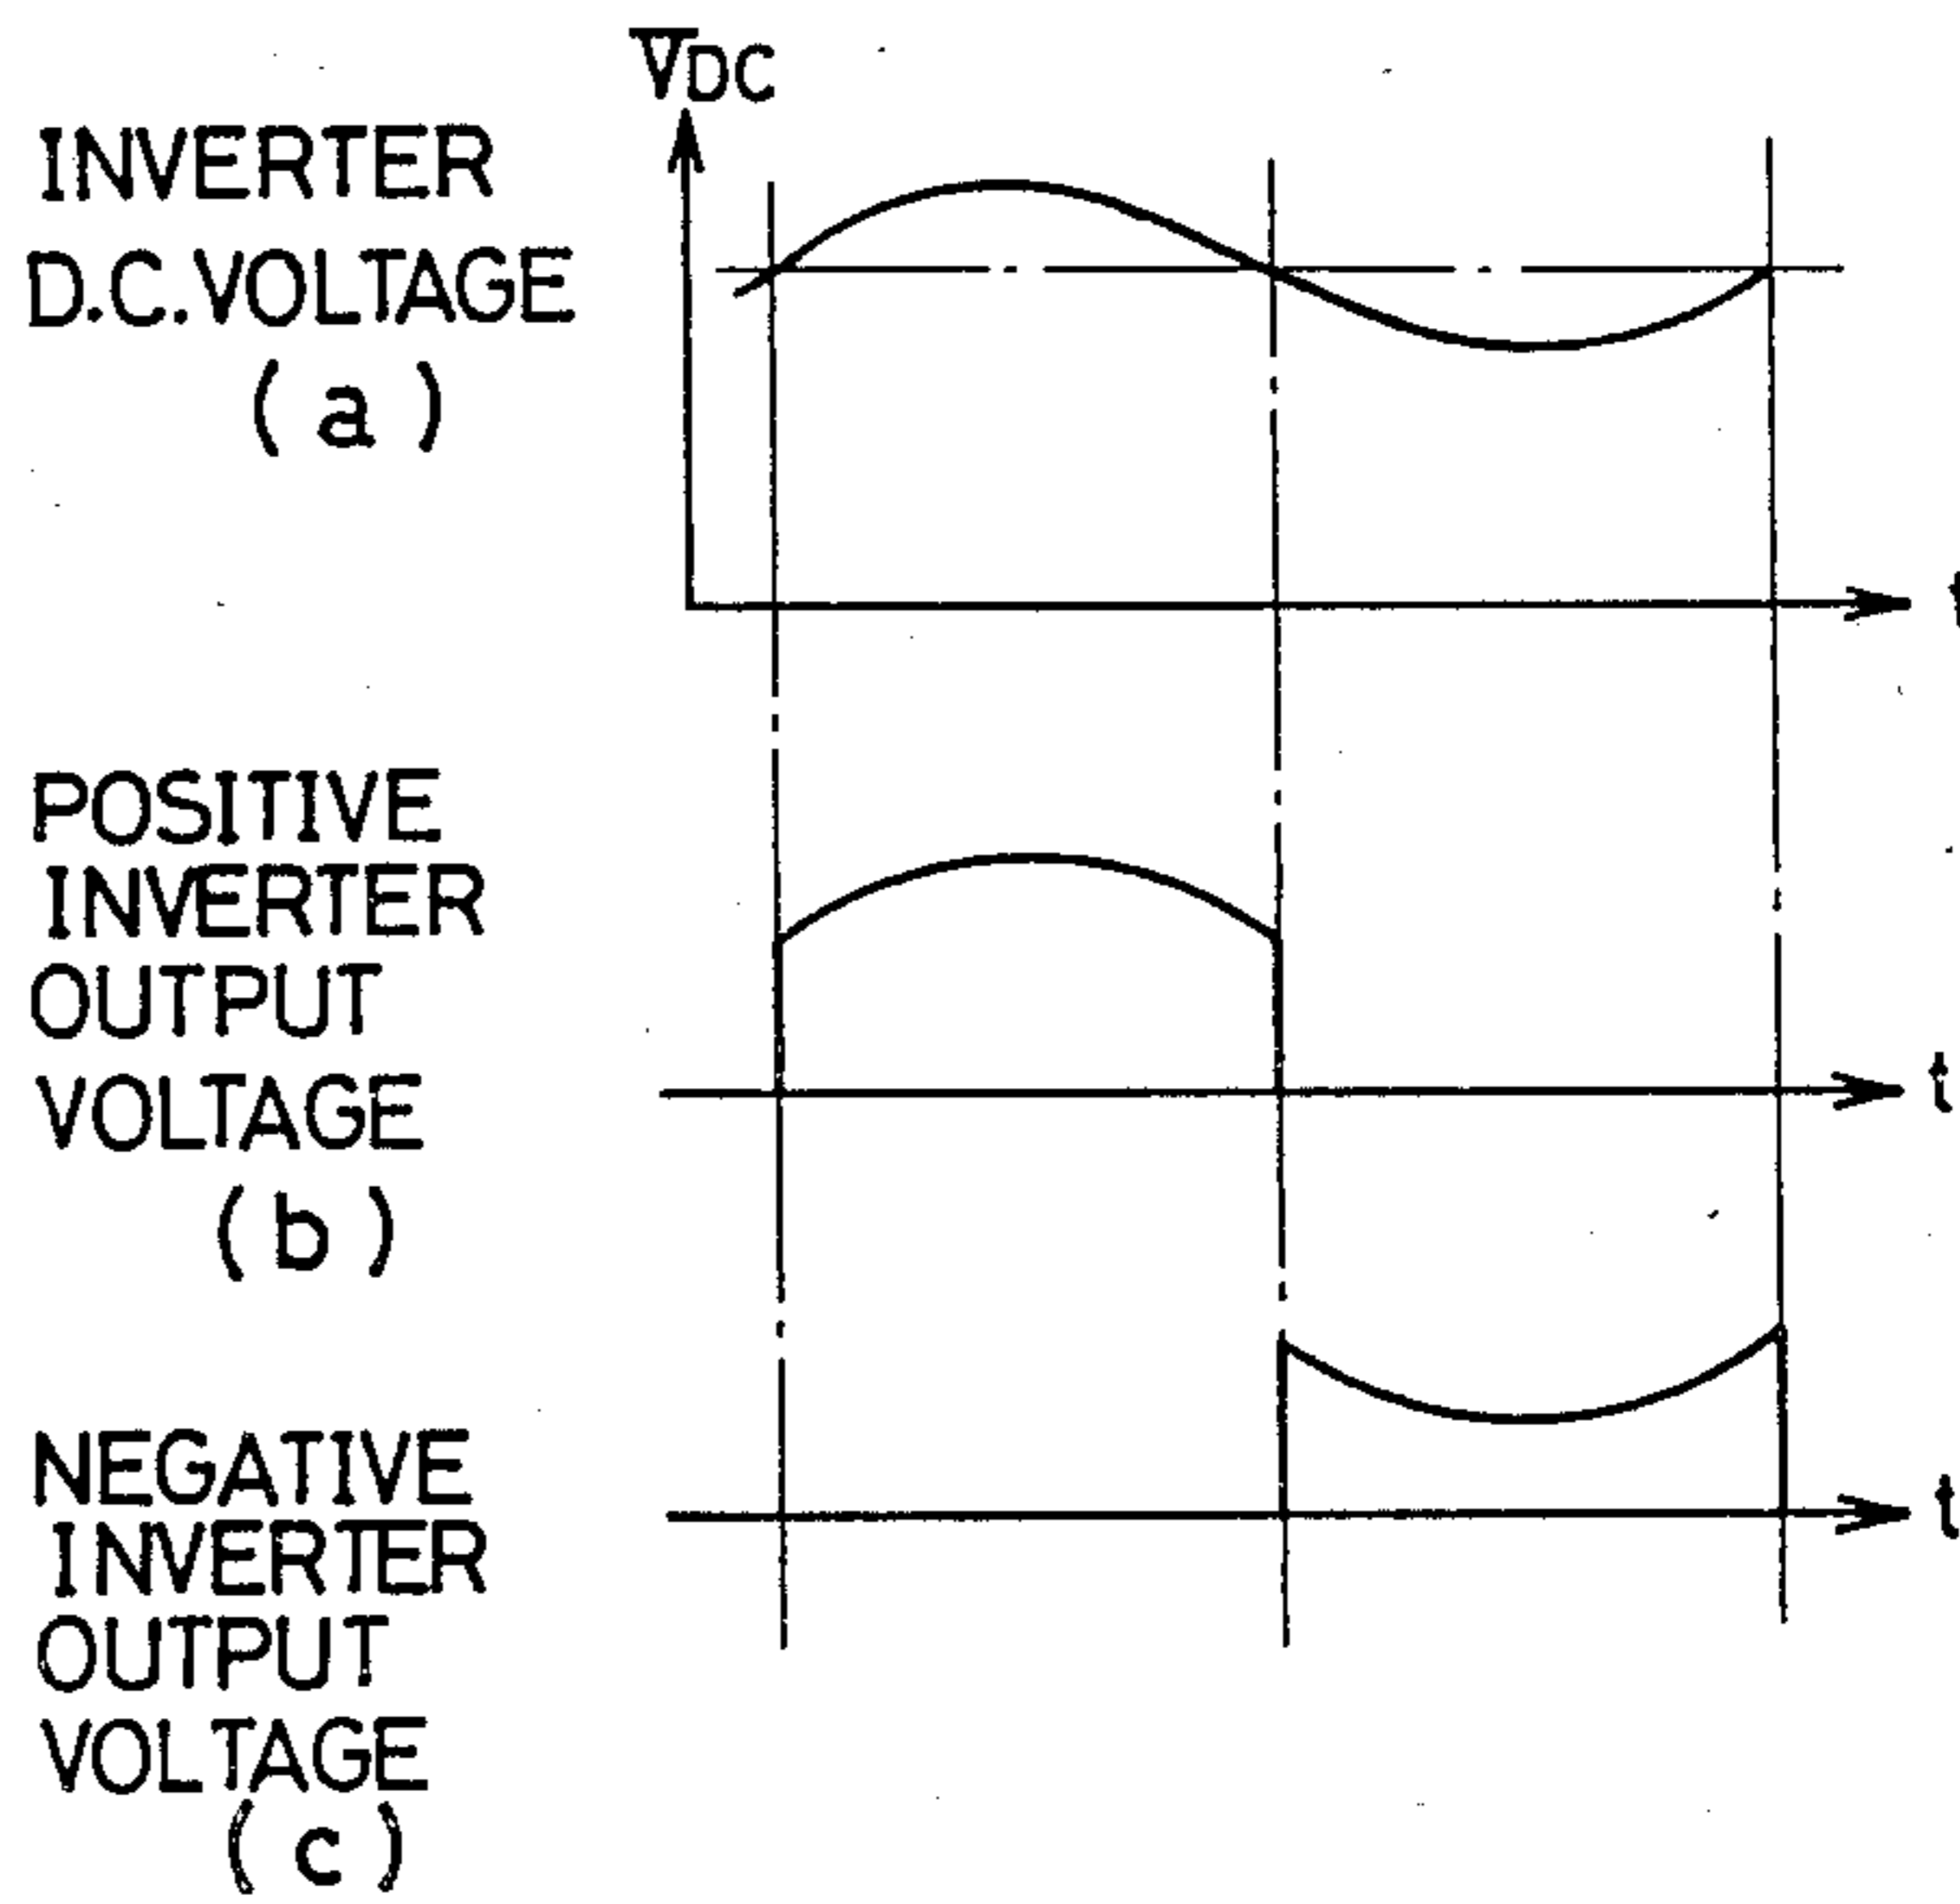 VDC
INVERTER
D.C.VOLTAGE
(a)
POSITIVE
INVERTER
OUTPUT
VOLTAGE
t
(b)
NEGATIVE
INVERTER
OUTPUT
VOLTAGE
t
(c)